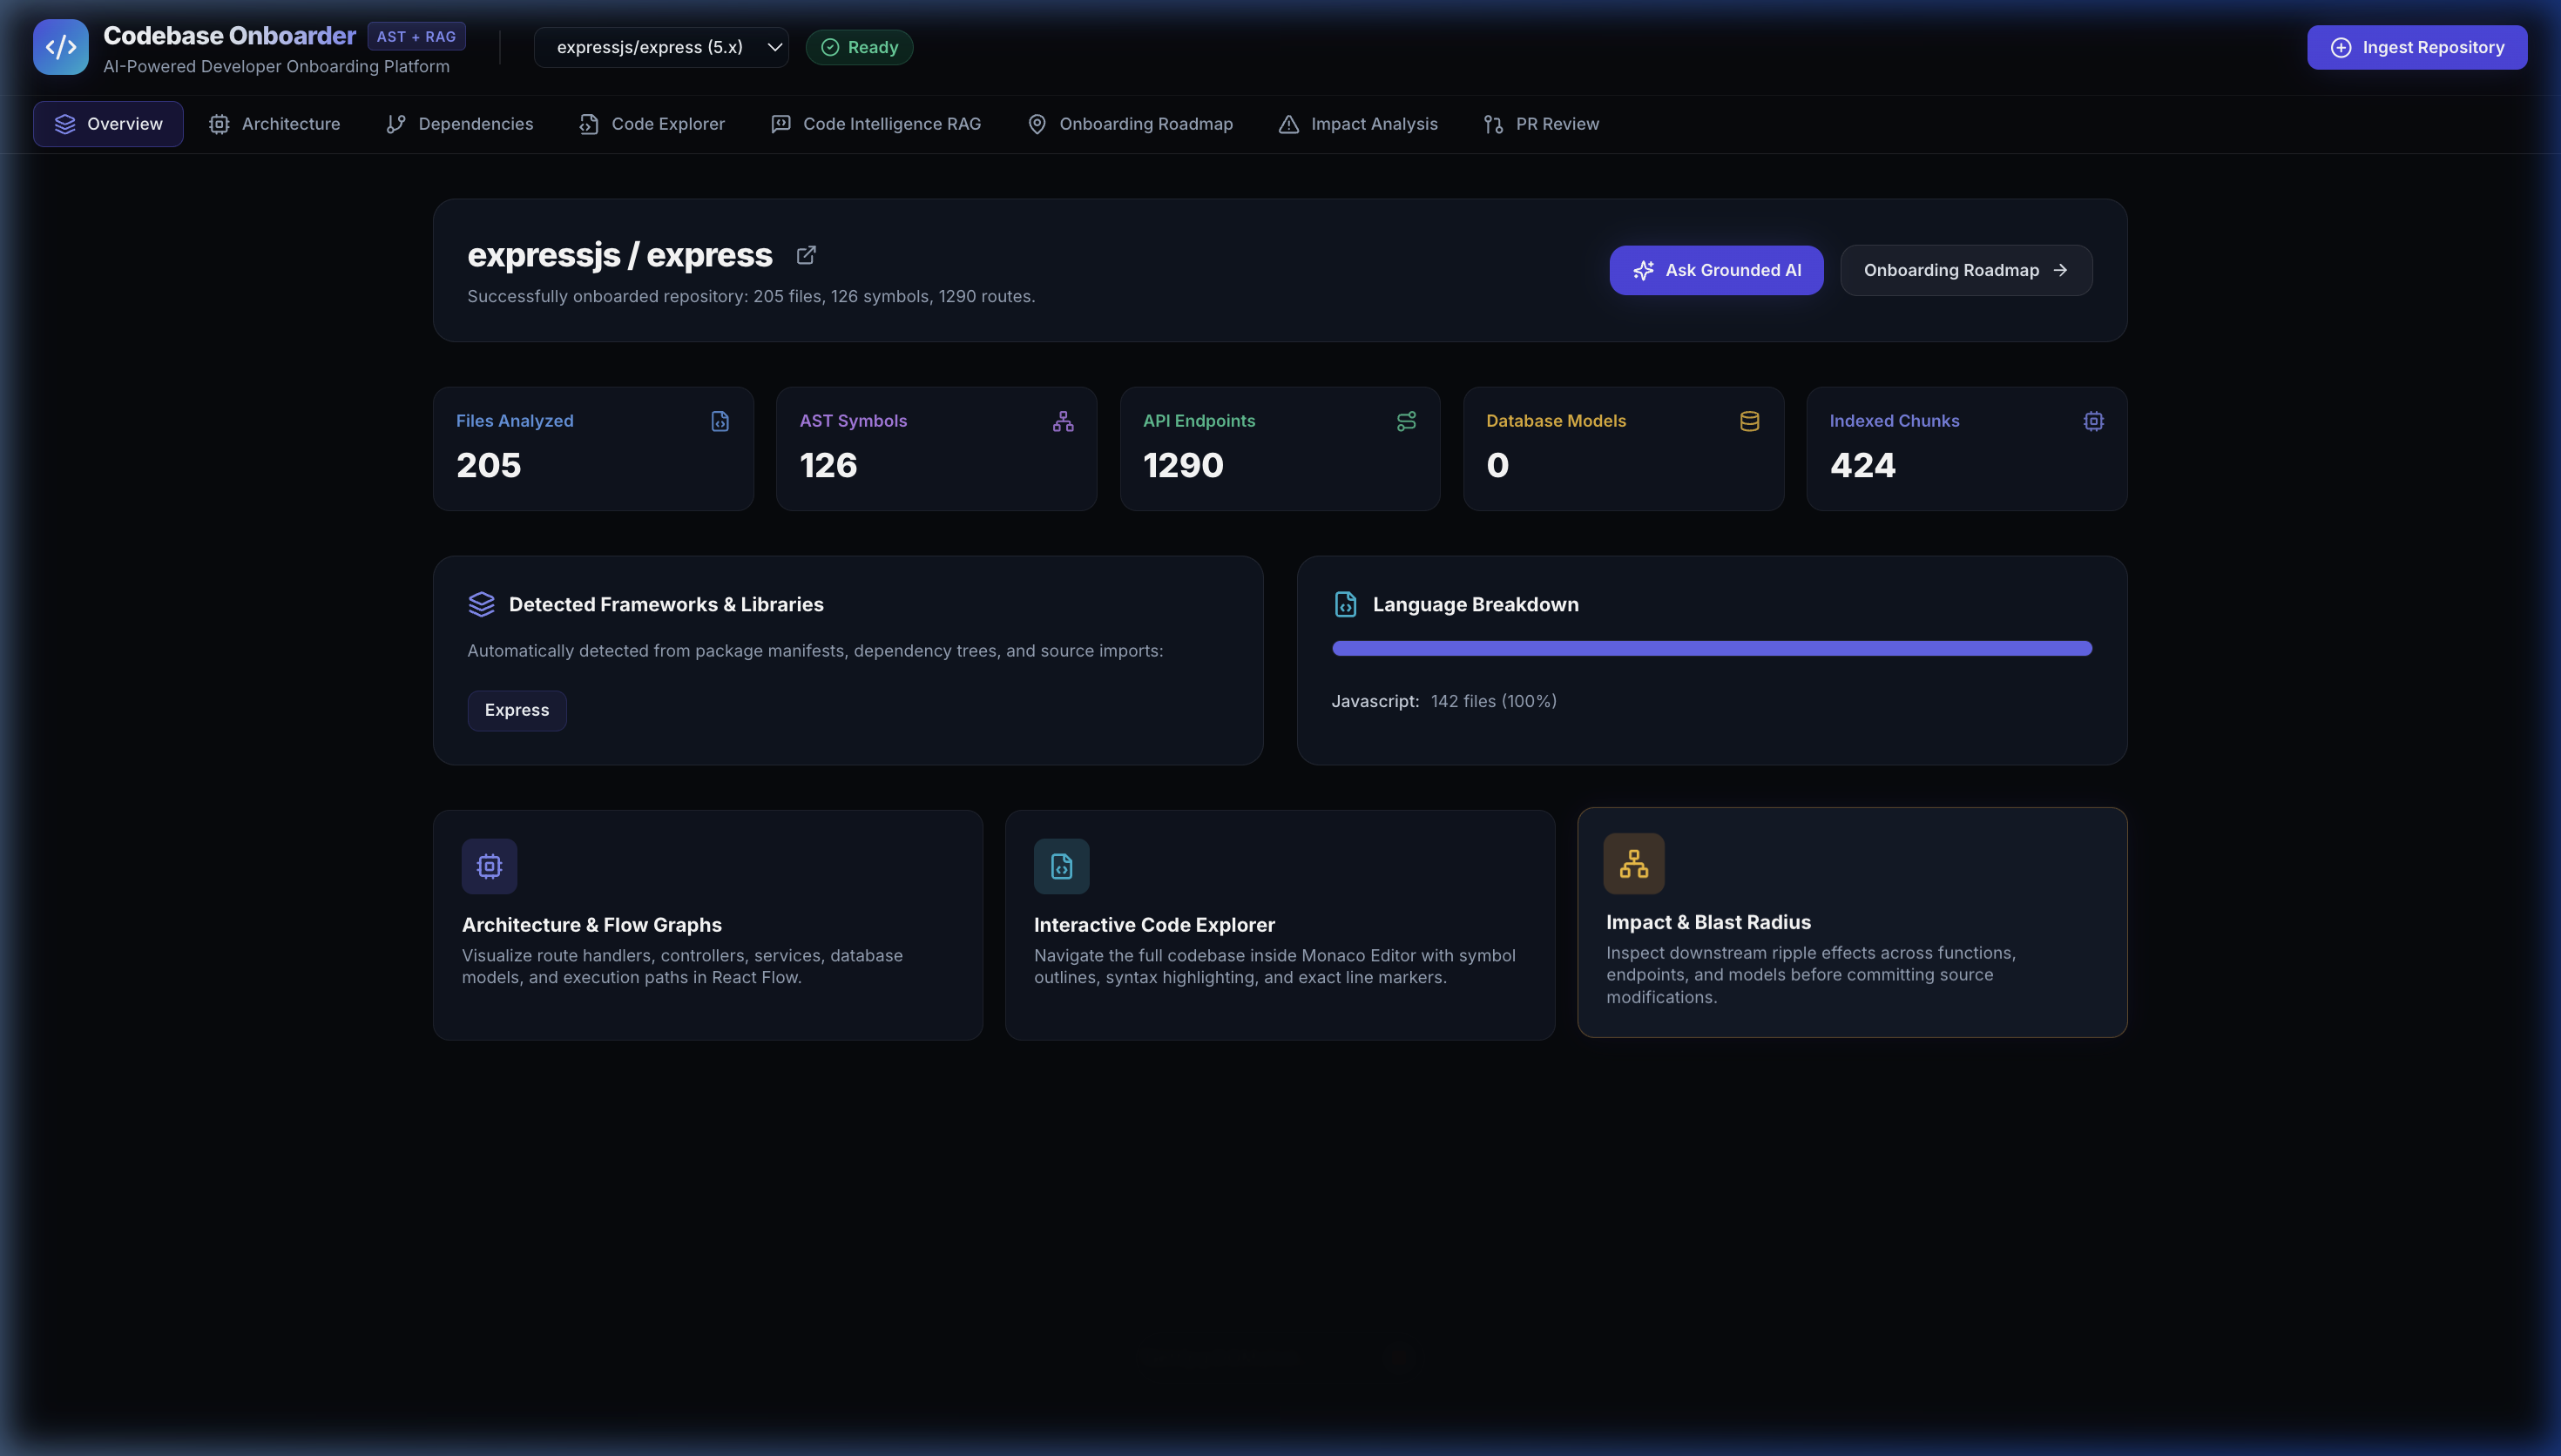 Codebase Onboarder AST + RAG
AI-Powered Developer Onboarding Platform
expressjs/express (5.x)
Ready
Ingest Repository
Overview
Architecture
Dependencies
Code Explorer
Code Intelligence RAG
Onboarding Roadmap
Impact Analysis
PR Review
expressjs / express
Successfully onboarded repository: 205 files, 126 symbols, 1290 routes.
Ask Grounded AI
Onboarding Roadmap
Files Analyzed
205
AST Symbols
126
API Endpoints
1290
Database Models
0
Indexed Chunks
424
Detected Frameworks & Libraries
Automatically detected from package manifests, dependency trees, and source imports:
Express
Language Breakdown
Javascript: 142 files (100%)
Architecture & Flow Graphs
Visualize route handlers, controllers, services, database
models, and execution paths in React Flow.
Interactive Code Explorer
Navigate the full codebase inside Monaco Editor with symbol
outlines, syntax highlighting, and exact line markers.
Impact & Blast Radius
Inspect downstream ripple effects across functions,
endpoints, and models before committing source
modifications.